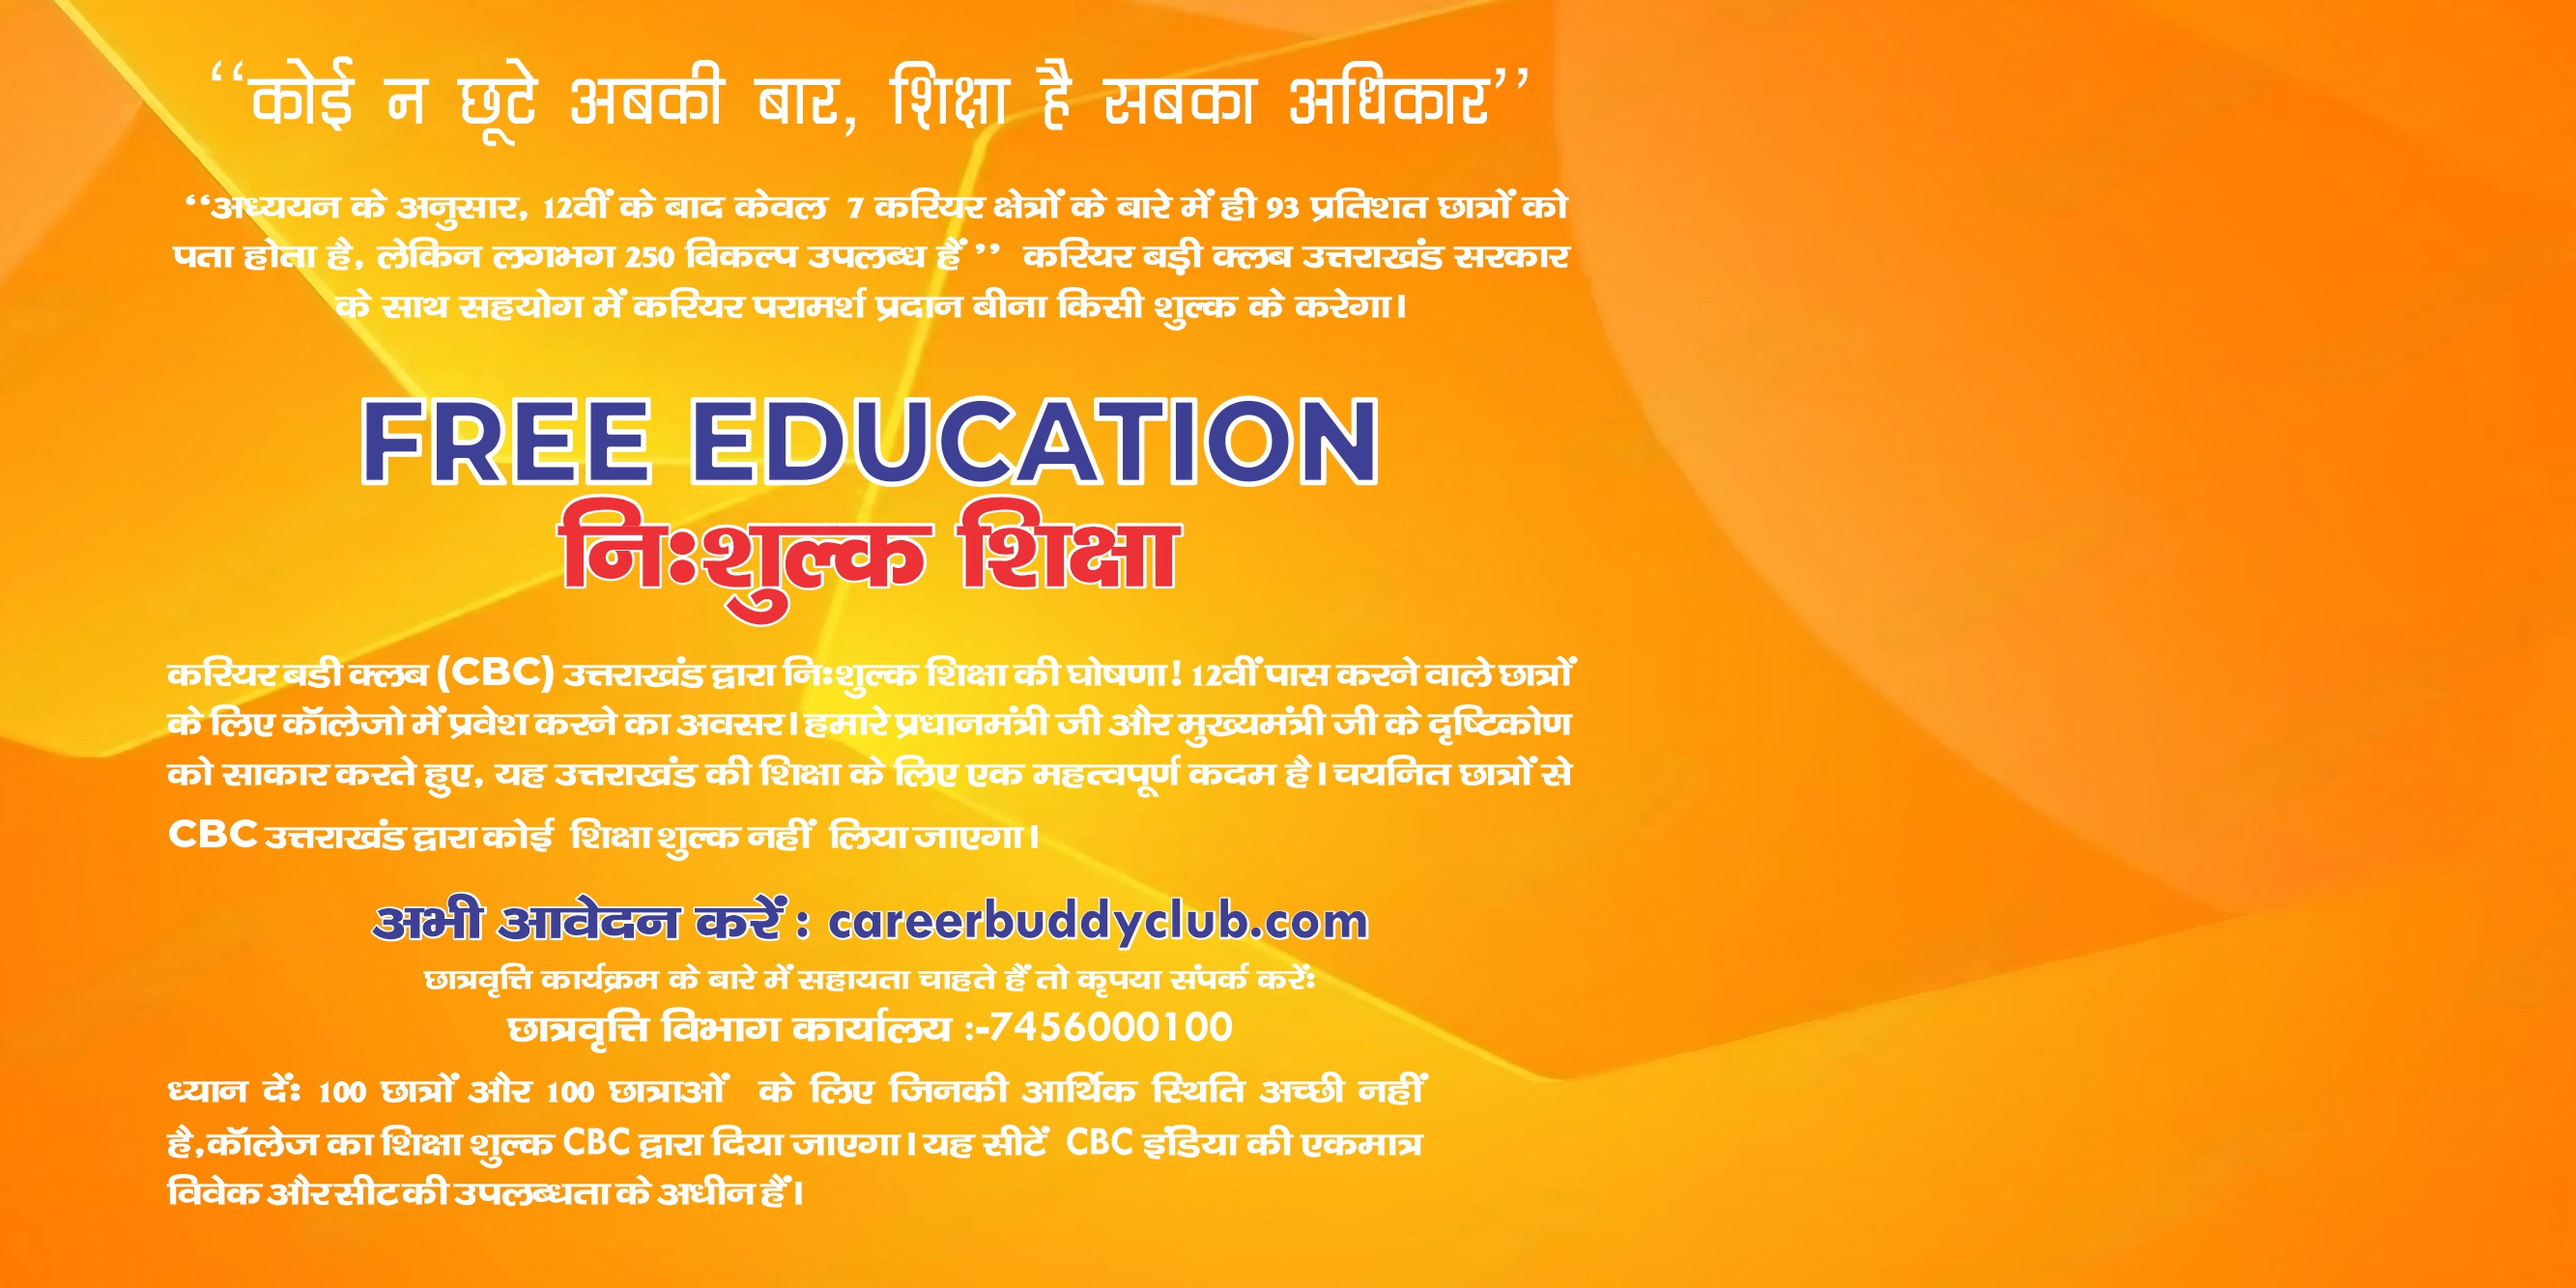 “कोई न छूटे अबकी बार, शिक्षा है सबका अधिकार”
“अध्ययन के अनुसार, 12वीं के बाद केवल 7 करियर क्षेत्रों के बारे में ही 93 प्रतिशत छात्रों को
पता होता है, लेकिन लगभग 250 विकल्प उपलब्ध हैं” करियर बड़ी क्लब उत्तराखंड सरकार
के साथ सहयोग में करियर परामर्श प्रदान बीना किसी शुल्क के करेगा।
FREE EDUCATION
निःशुल्क शिक्षा
करियर बडी क्लब (CBC) उत्तराखंड द्वारा निःशुल्क शिक्षा की घोषणा! 12वीं पास करने वाले छात्रों
के लिए कॉलेजो में प्रवेश करने का अवसर। हमारे प्रधानमंत्री जी और मुख्यमंत्री जी के दृष्टिकोण
को साकार करते हुए, यह उत्तराखंड की शिक्षा के लिए एक महत्वपूर्ण कदम है। चयनित छात्रों से
CBC उत्तराखंड द्वारा कोई शिक्षा शुल्क नहीं लिया जाएगा।
अभी आवेदन करें : careerbuddyclub.com
छात्रवृत्ति कार्यक्रम के बारे में सहायता चाहते हैं तो कृपया संपर्क करेंः
छात्रवृत्ति विभाग कार्यालय :-7456000100
ध्यान देंः 100 छात्रों और 100 छात्राओं के लिए जिनकी आर्थिक स्थिति अच्छी नहीं
है,कॉलेज का शिक्षा शुल्क CBC द्वारा दिया जाएगा। यह सीटें CBC इंडिया की एकमात्र
विवेक और सीट की उपलब्धता के अधीन हैं।